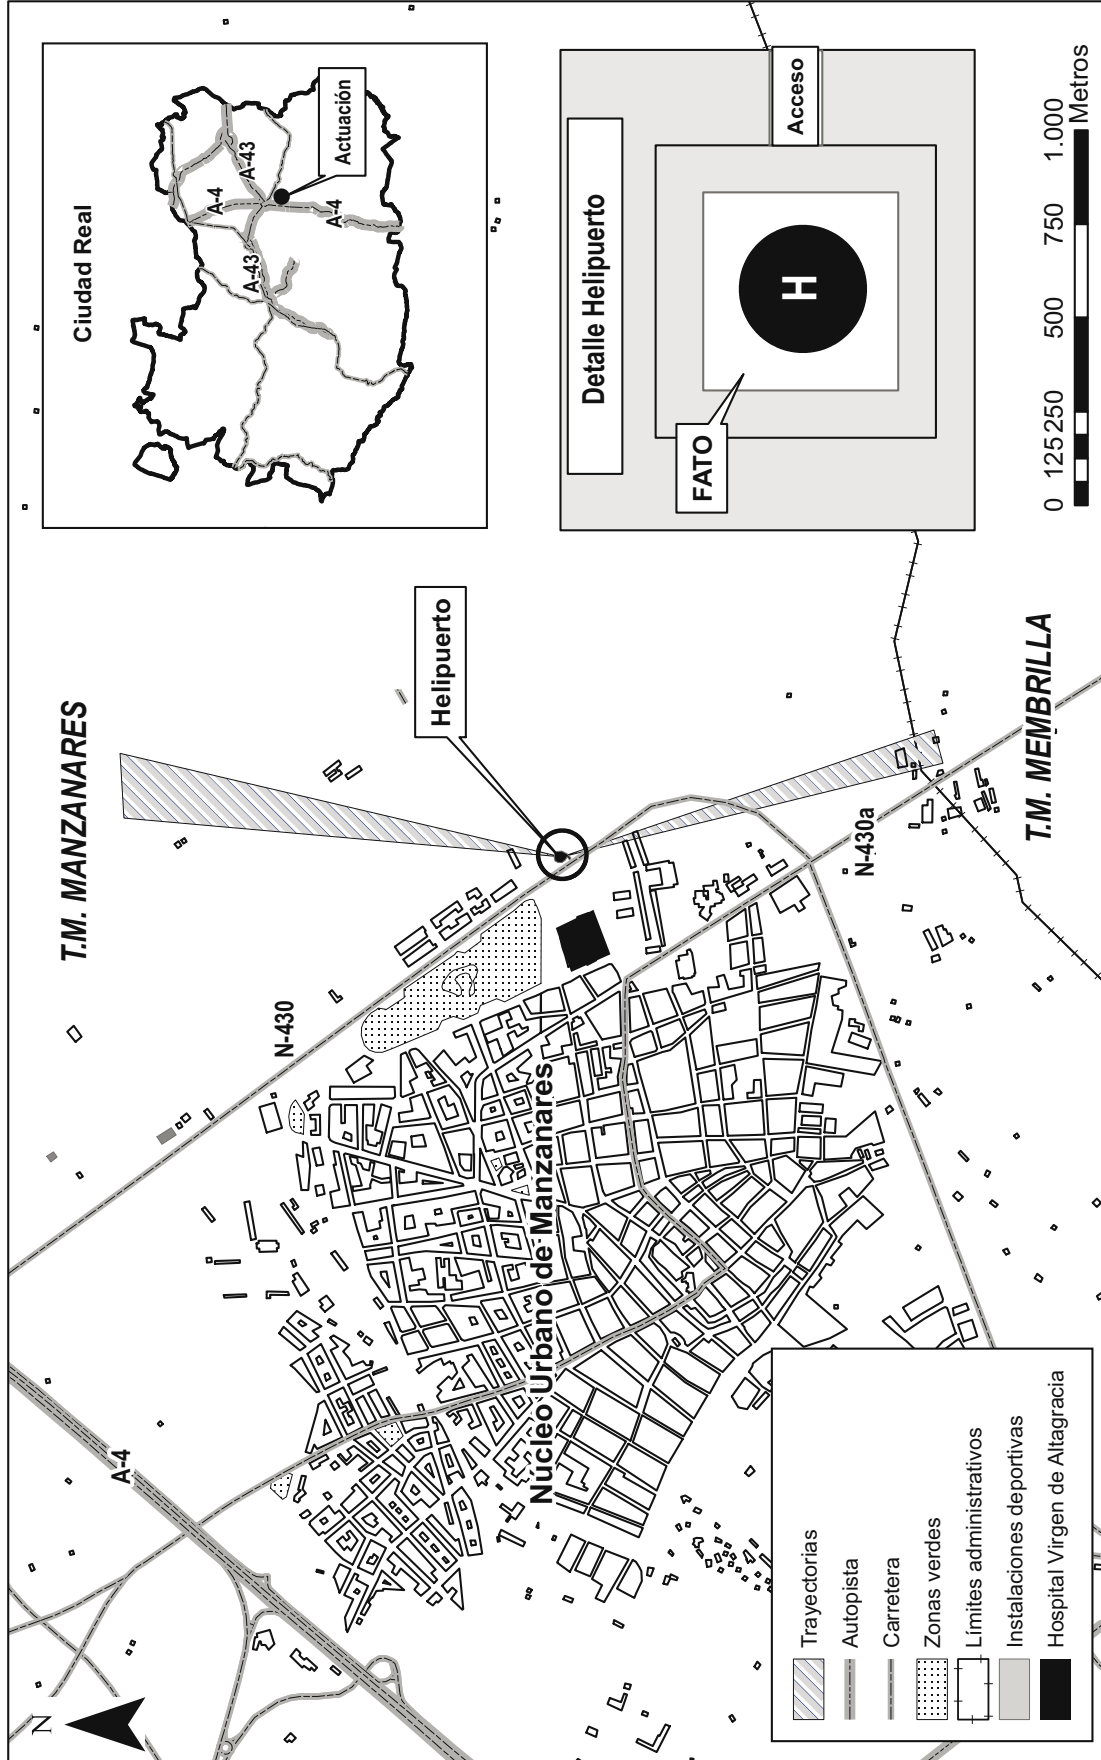 N
A-4
N-430
T.M. MANZANARES
Helipuerto
Núcleo Urbano de Manzanares
N-430a
T.M. MEMBRILLA
Ciudad Real
A-43
A-4
A-43
A-4
Actuación
Detalle Helipuerto
FATO
H
Acceso
0 125 250 500 750 1.000
Metros
Trayectorias
Autopista
Carretera
Zonas verdes
Límites administrativos
Instalaciones deportivas
Hospital Virgen de Altagracia